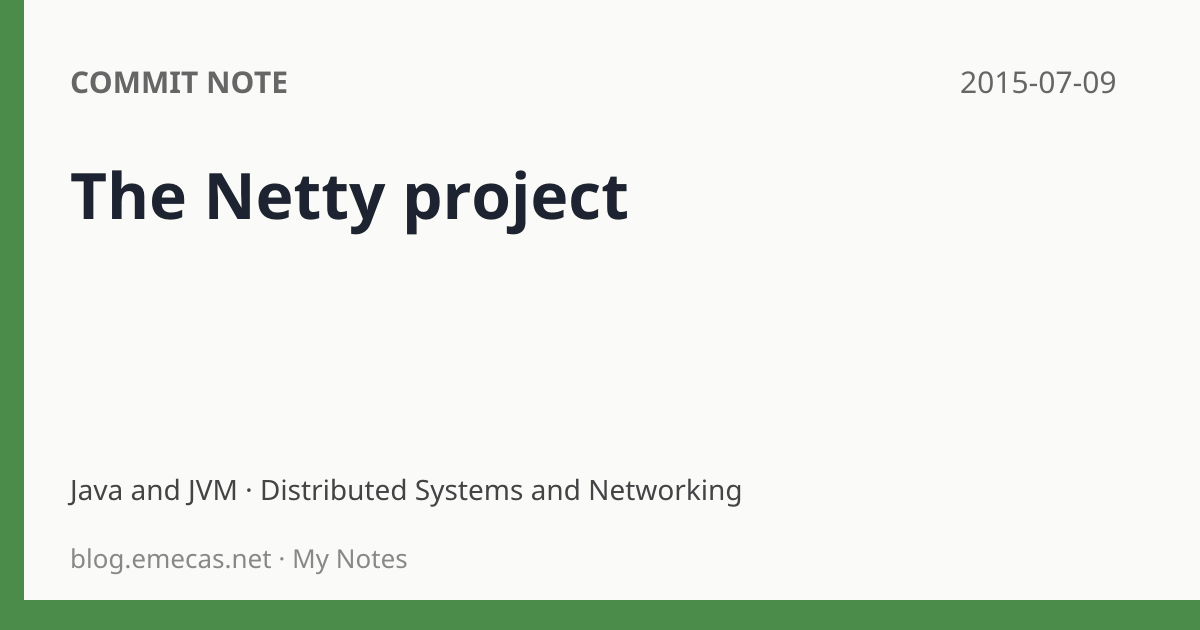 COMMIT NOTE
2015-07-09
The Netty project
Java and JVM · Distributed Systems and Networking
blog.emecas.net · My Notes